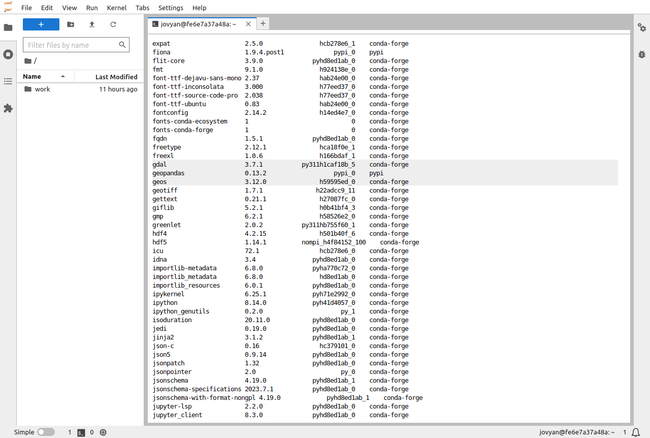 File Edit View Run Kernel Tabs Settings Help
+
Filter files by name
/
Name Last Modified
work 11 hours ago
jovyan@fe6e7a37a48a: ~ × +
expat 2.5.0 hcb278e6_1 conda-forge
fiona 1.9.4.post1 pypi_0 pypi
flit-core 3.9.0 pyhd8ed1ab_0 conda-forge
fmt 9.1.0 h924138e_0 conda-forge
font-ttf-dejavu-sans-mono 2.37 hab24e00_0 conda-forge
font-ttf-inconsolata 3.000 h77eed37_0 conda-forge
font-ttf-source-code-pro 2.038 h77eed37_0 conda-forge
font-ttf-ubuntu 0.83 hab24e00_0 conda-forge
fontconfig 2.14.2 h14ed4e7_0 conda-forge
fonts-conda-ecosystem 1 0 conda-forge
fonts-conda-forge 1 0 conda-forge
fqdn 1.5.1 pyhd8ed1ab_0 conda-forge
freetype 2.12.1 hca18f0e_1 conda-forge
freexl 1.0.6 h166bdaf_1 conda-forge
gdal 3.7.1 py311h1caf18b_5 conda-forge
geopandas 0.13.2 pypi_0 pypi
geos 3.12.0 h59595ed_0 conda-forge
geotiff 1.7.1 h22adcc9_11 conda-forge
gettext 0.21.1 h27087fc_0 conda-forge
giflib 5.2.1 h0b41bf4_3 conda-forge
gmp 6.2.1 h58526e2_0 conda-forge
greenlet 2.0.2 py311hb755f60_1 conda-forge
hdf4 4.2.15 h501b40f_6 conda-forge
hdf5 1.14.1 nompi_h4f84152_100 conda-forge
icu 72.1 hcb278e6_0 conda-forge
idna 3.4 pyhd8ed1ab_0 conda-forge
importlib-metadata 6.8.0 pyha770c72_0 conda-forge
importlib_metadata 6.8.0 hd8ed1ab_0 conda-forge
importlib_resources 6.0.1 pyhd8ed1ab_0 conda-forge
ipykernel 6.25.1 pyh71e2992_0 conda-forge
ipython 8.14.0 pyh41d4057_0 conda-forge
ipython_genutils 0.2.0 py_1 conda-forge
isoduration 20.11.0 pyhd8ed1ab_0 conda-forge
jedi 0.19.0 pyhd8ed1ab_0 conda-forge
jinja2 3.1.2 pyhd8ed1ab_1 conda-forge
json-c 0.16 hc379101_0 conda-forge
json5 0.9.14 pyhd8ed1ab_0 conda-forge
jsonpatch 1.32 pyhd8ed1ab_0 conda-forge
jsonpointer 2.0 py_0 conda-forge
jsonschema 4.19.0 pyhd8ed1ab_1 conda-forge
jsonschema-specifications 2023.7.1 pyhd8ed1ab_0 conda-forge
jsonschema-with-format-nongpl 4.19.0 pyhd8ed1ab_1 conda-forge
jupyter-lsp 2.2.0 pyhd8ed1ab_0 conda-forge
jupyter_client 8.3.0 pyhd8ed1ab_0 conda-forge
Simple 1 0 jovyan@fe6e7a37a48a: ~ 1